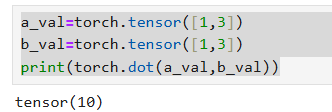 a_val=torch.tensor([1,3])
b_val=torch.tensor([1,3])
print(torch.dot(a_val,b_val))
tensor(10)